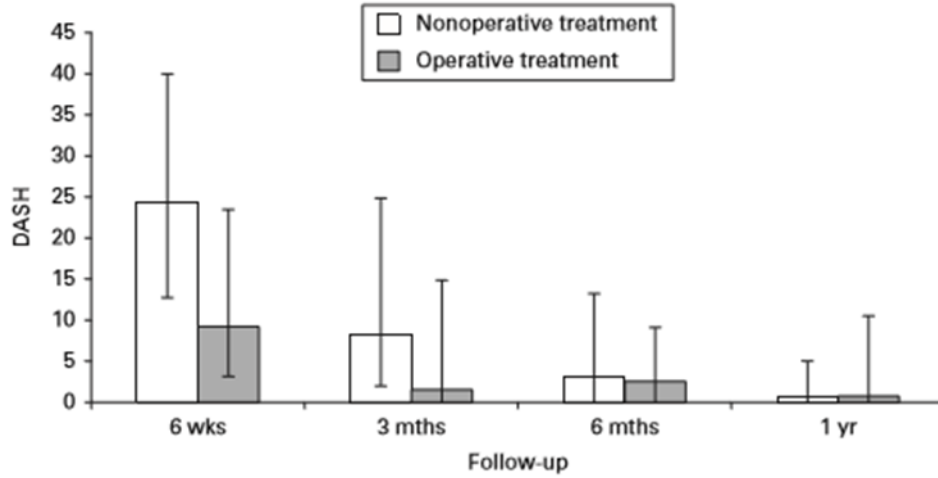 Nonoperative treatment
Operative treatment
45
40
35
30
25
20
15
10
5
0
DASH
6 wks 3 mths 6 mths 1 yr
Follow-up